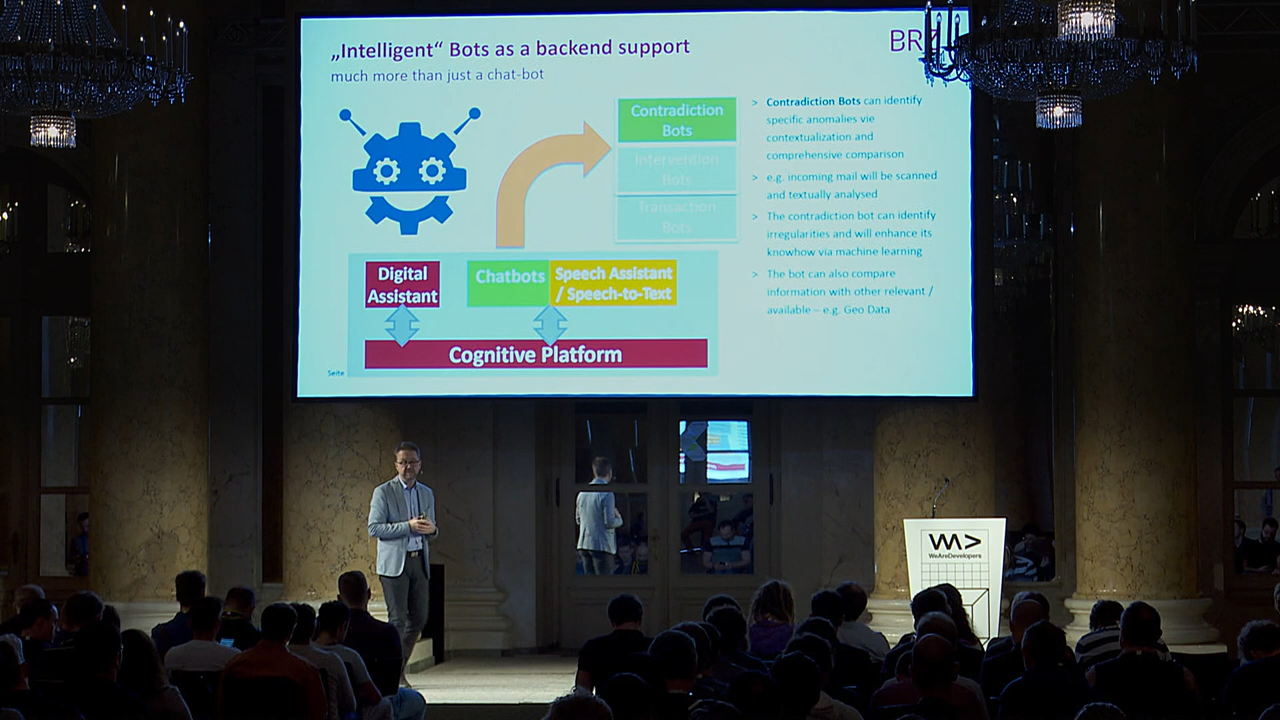 „Intelligent“ Bots as a backend support
much more than just a chat-bot
BRZ
Contradiction
Bots
Intervention
Bots
Transaction
Bots
> Contradiction Bots can identify
specific anomalies vie
contextualization and
comprehensive comparison
> e.g. incoming mail will be scanned
and textually analysed
> The contradiction bot can identify
irregularities and will enhance its
knowhow via machine learning
> The bot can also compare
information with other relevant /
available – e.g. Geo Data
Digital
Assistant
Chatbots
Speech Assistant
/ Speech-to-Text
Cognitive Platform
Seite
WeAreDevelopers